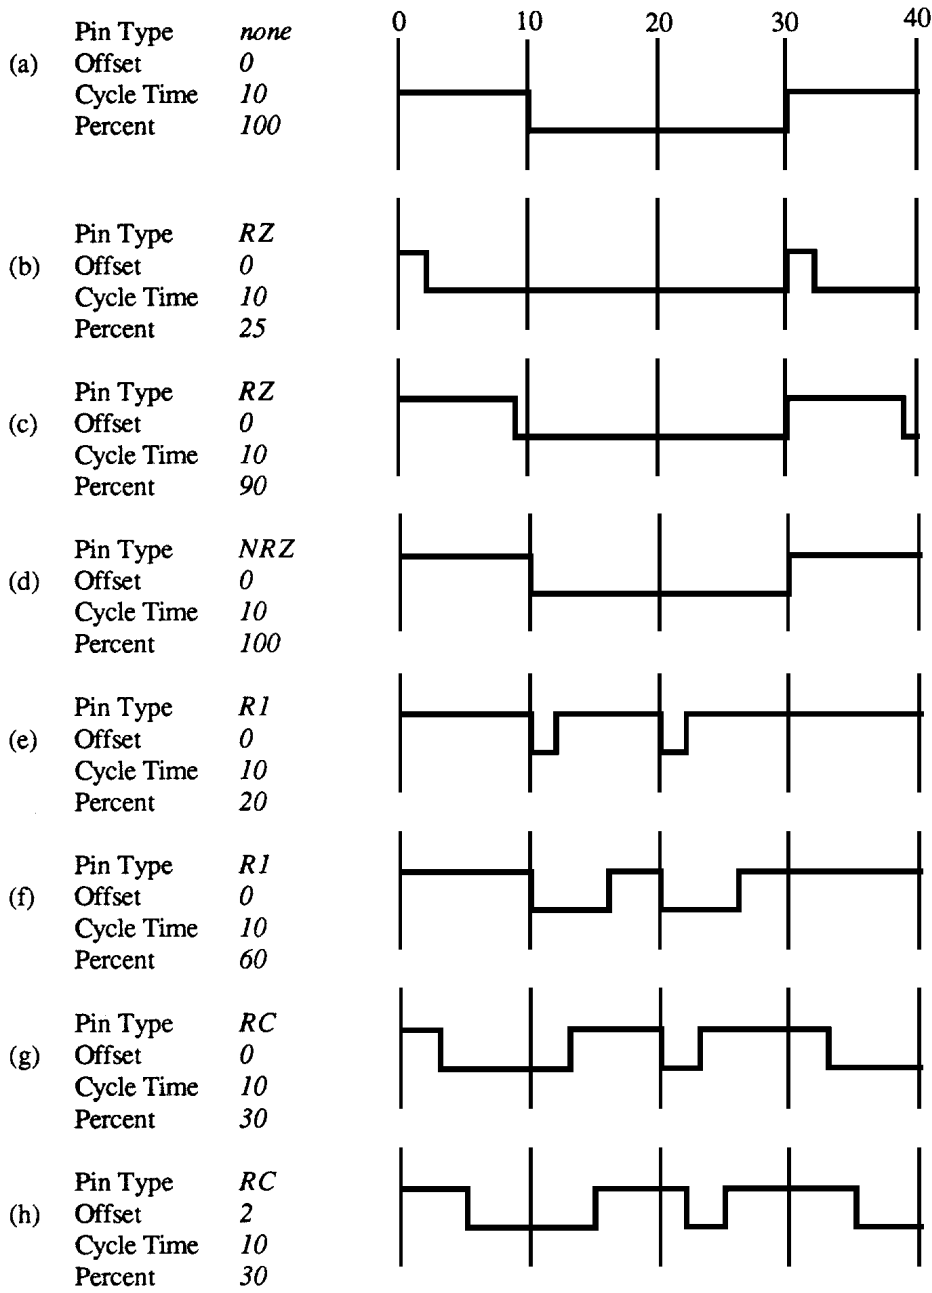 0 10 20 30 40
Pin Type none
(a) Offset 0
Cycle Time 10
Percent 100
Pin Type RZ
(b) Offset 0
Cycle Time 10
Percent 25
Pin Type RZ
(c) Offset 0
Cycle Time 10
Percent 90
Pin Type NRZ
(d) Offset 0
Cycle Time 10
Percent 100
Pin Type R1
(e) Offset 0
Cycle Time 10
Percent 20
Pin Type R1
(f) Offset 0
Cycle Time 10
Percent 60
Pin Type RC
(g) Offset 0
Cycle Time 10
Percent 30
Pin Type RC
(h) Offset 2
Cycle Time 10
Percent 30